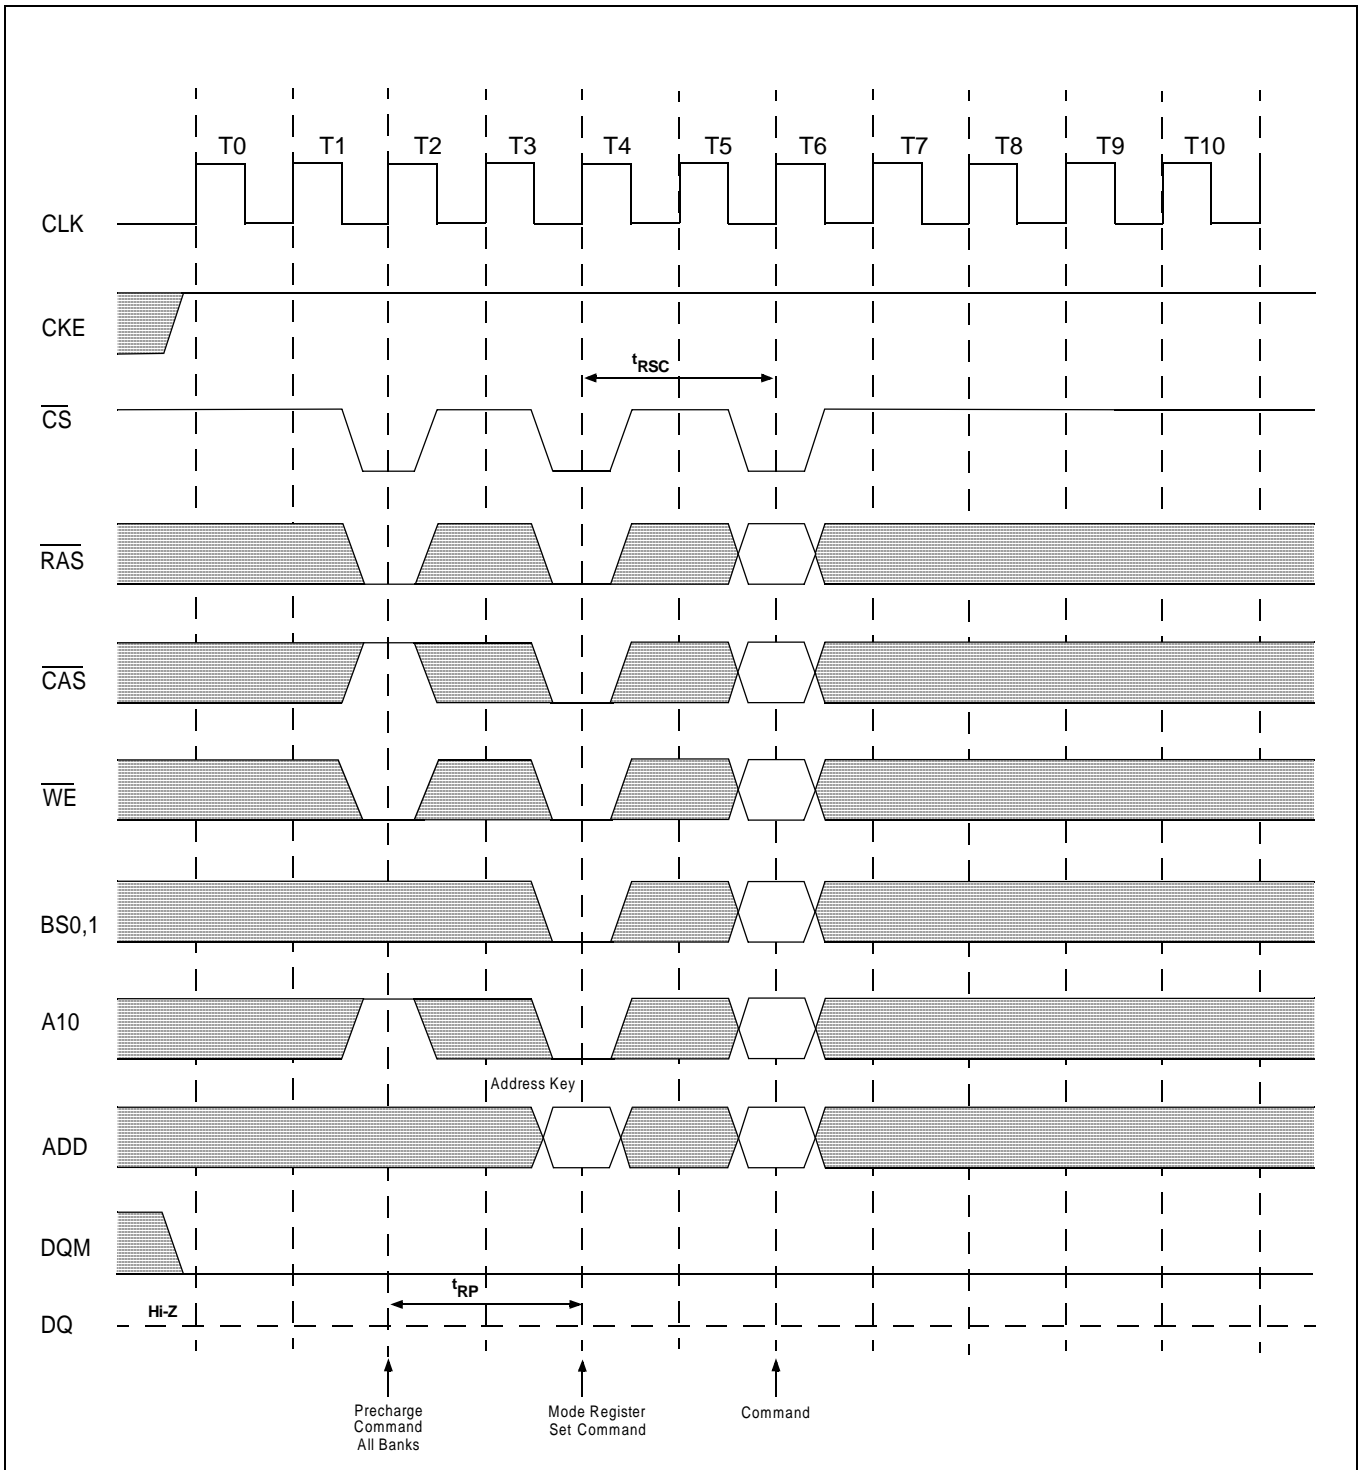 T0 T1 T2 T3 T4 T5 T6 T7 T8 T9 T10
CLK
CKE
tRSC
CS
RAS
CAS
WE
BS0,1
A10
Address Key
ADD
DQM
tRP
Hi-Z
DQ
Precharge
Command
All Banks
Mode Register
Set Command
Command